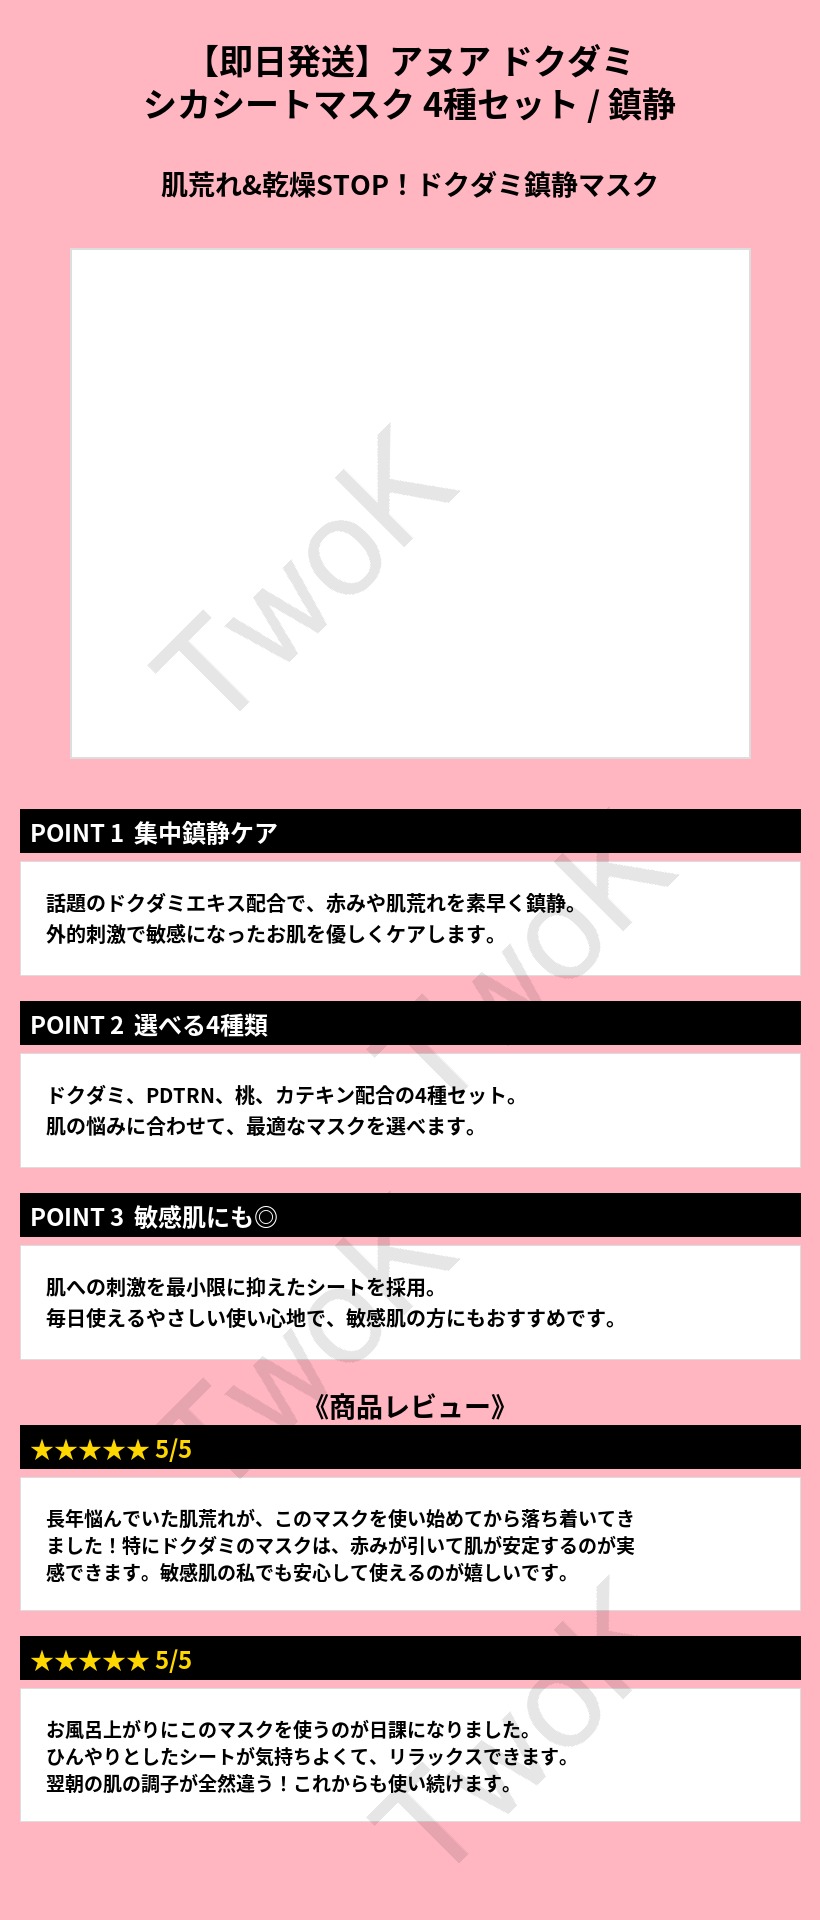 【即日発送】アヌア ドクダミ
シカシートマスク 4種セット / 鎮静
肌荒れ&乾燥STOP！ドクダミ鎮静マスク
TwoK
POINT 1 集中鎮静ケア
話題のドクダミエキス配合で、赤みや肌荒れを素早く鎮静。
外的刺激で敏感になったお肌を優しくケアします。
TwoK
POINT 2 選べる4種類
ドクダミ、PDTRN、桃、カテキン配合の4種セット。
肌の悩みに合わせて、最適なマスクを選べます。
POINT 3 敏感肌にも◎
肌への刺激を最小限に抑えたシートを採用。
毎日使えるやさしい使い心地で、敏感肌の方にもおすすめです。
TwoK
《商品レビュー》
★★★★★ 5/5
長年悩んでいた肌荒れが、このマスクを使い始めてから落ち着いてき
ました！特にドクダミのマスクは、赤みが引いて肌が安定するのが実
感できます。敏感肌の私でも安心して使えるのが嬉しいです。
★★★★★ 5/5
お風呂上がりにこのマスクを使うのが日課になりました。
ひんやりとしたシートが気持ちよくて、リラックスできます。
翌朝の肌の調子が全然違う！これからも使い続けます。
TwoK